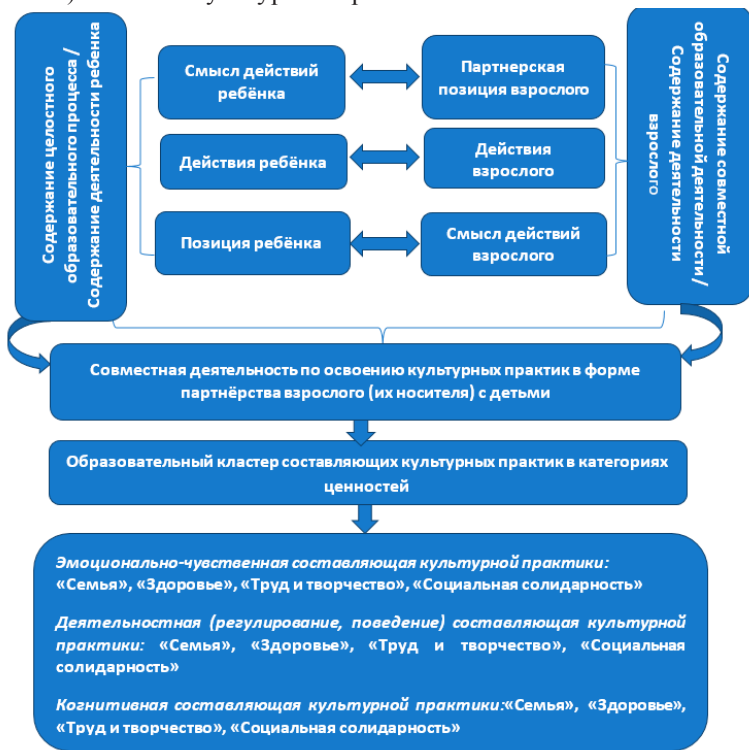 Содержание целостного
образовательного процесса /
Содержание деятельности ребенка
Смысл действий
ребёнка
Партнерская
позиция взрослого
Действия ребёнка
Действия
взрослого
Позиция ребёнка
Смысл действий
взрослого
Содержание совместной
образовательной деятельности /
Содержание деятельности
взрослого
Совместная деятельность по освоению культурных практик в форме
партнёрства взрослого (их носителя) с детьми
Образовательный кластер составляющих культурных практик в категориях
ценностей
Эмоционально-чувственная составляющая культурной практики:
«Семья», «Здоровье», «Труд и творчество», «Социальная солидарность»
Деятельностная (регулирование, поведение) составляющая культурной
практики: «Семья», «Здоровье», «Труд и творчество», «Социальная
солидарность»
Когнитивная составляющая культурной практики:«Семья», «Здоровье»,
«Труд и творчество», «Социальная солидарность»